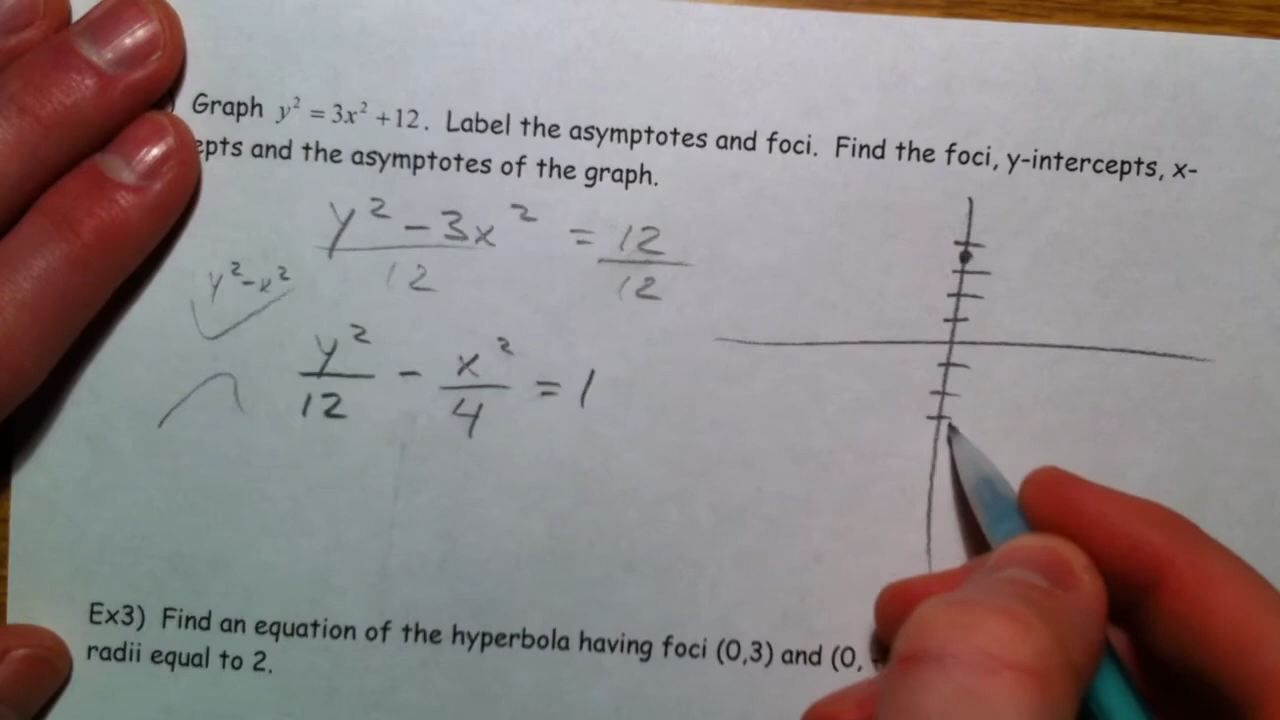 Graph y² = 3x² + 12. Label the asymptotes and foci. Find the foci, y-intercepts, x-
epts and the asymptotes of the graph.
y² - 3x² = 12
12 12
y² - x²
y² - x² = 1
12 4
Ex3) Find an equation of the hyperbola having foci (0,3) and (0,
radii equal to 2.